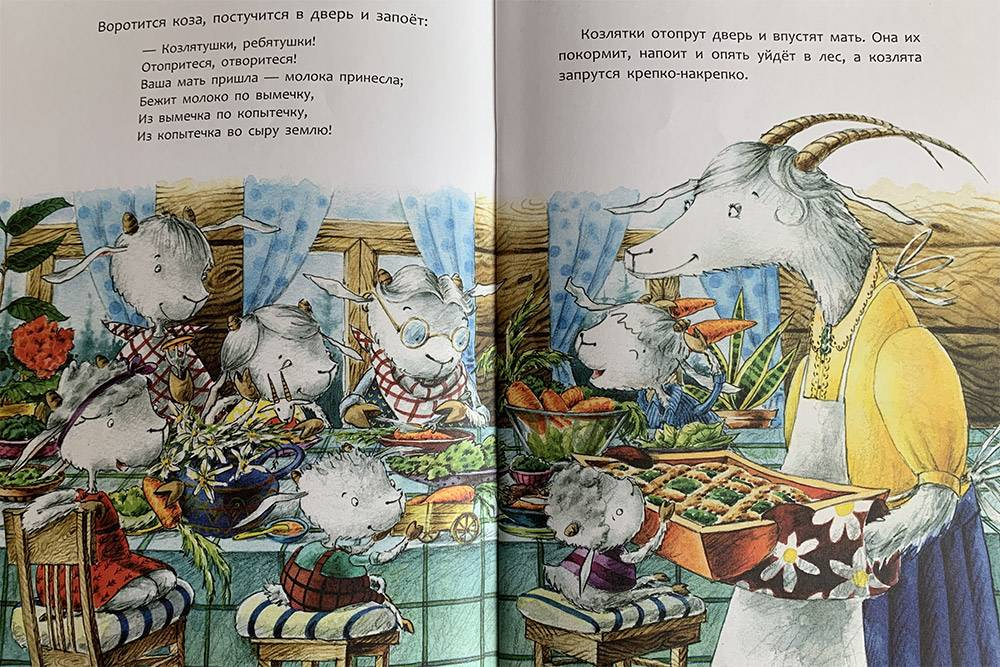 Воротится коза, постучится в дверь и запоёт:
— Козлятушки, ребятушки!
Отопритеся, отворитеся!
Ваша мать пришла — молока принесла;
Бежит молоко по вымечку,
Из вымечка по копытечку,
Из копытечка во сыру землю!
Козлятки отопрут дверь и впустят мать. Она их
покормит, напоит и опять уйдёт в лес, а козлята
запрутся крепко-накрепко.